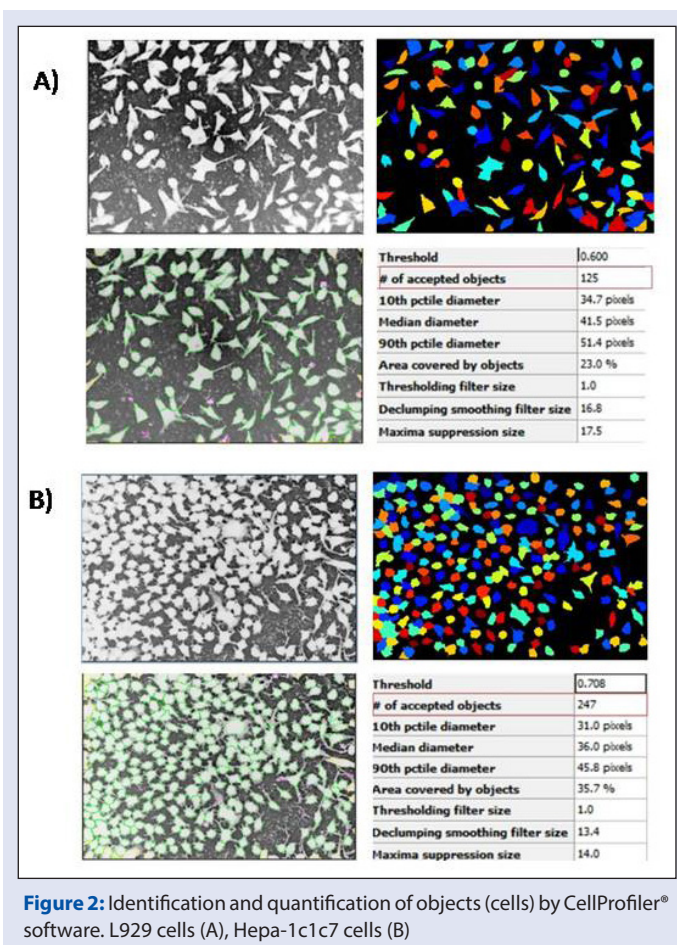 A)
Threshold 0.600
# of accepted objects 125
10th pctile diameter 34.7 pixels
Median diameter 41.5 pixels
90th pctile diameter 51.4 pixels
Area covered by objects 23.0 %
Thresholding filter size 1.0
Declumping smoothing filter size 16.8
Maxima suppression size 17.5
B)
Threshold 0.708
# of accepted objects 247
10th pctile diameter 31.0 pixels
Median diameter 36.0 pixels
90th pctile diameter 45.8 pixels
Area covered by objects 35.7 %
Thresholding filter size 1.0
Declumping smoothing filter size 13.4
Maxima suppression size 14.0
Figure 2: Identification and quantification of objects (cells) by CellProfiler®
software. L929 cells (A), Hepa-1c1c7 cells (B)